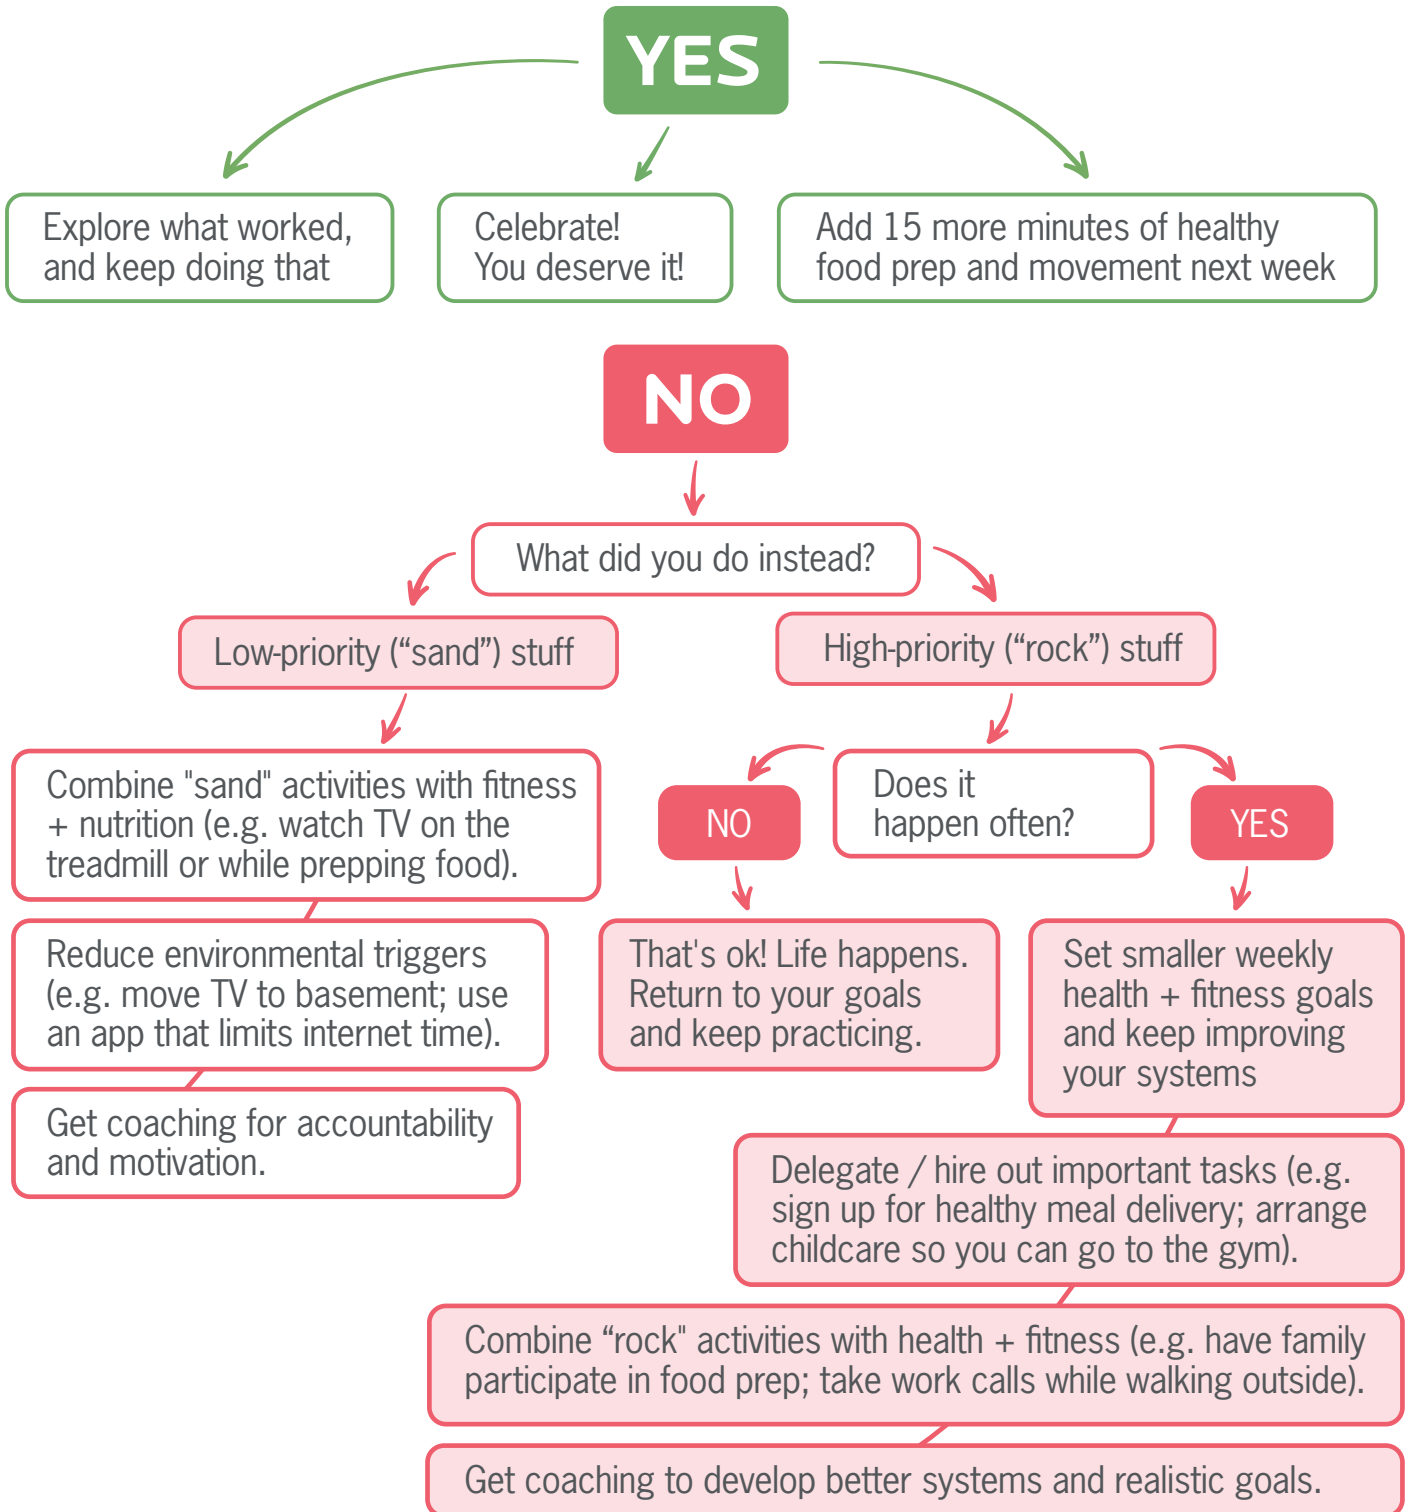 YES
Explore what worked,
and keep doing that
Celebrate!
You deserve it!
Add 15 more minutes of healthy
food prep and movement next week
NO
What did you do instead?
Low-priority (“sand”) stuff
High-priority (“rock”) stuff
Combine "sand" activities with fitness
+ nutrition (e.g. watch TV on the
treadmill or while prepping food).
Reduce environmental triggers
(e.g. move TV to basement; use
an app that limits internet time).
Get coaching for accountability
and motivation.
Does it
happen often?
NO
YES
That's ok! Life happens.
Return to your goals
and keep practicing.
Set smaller weekly
health + fitness goals
and keep improving
your systems
Delegate / hire out important tasks (e.g.
sign up for healthy meal delivery; arrange
childcare so you can go to the gym).
Combine “rock" activities with health + fitness (e.g. have family
participate in food prep; take work calls while walking outside).
Get coaching to develop better systems and realistic goals.